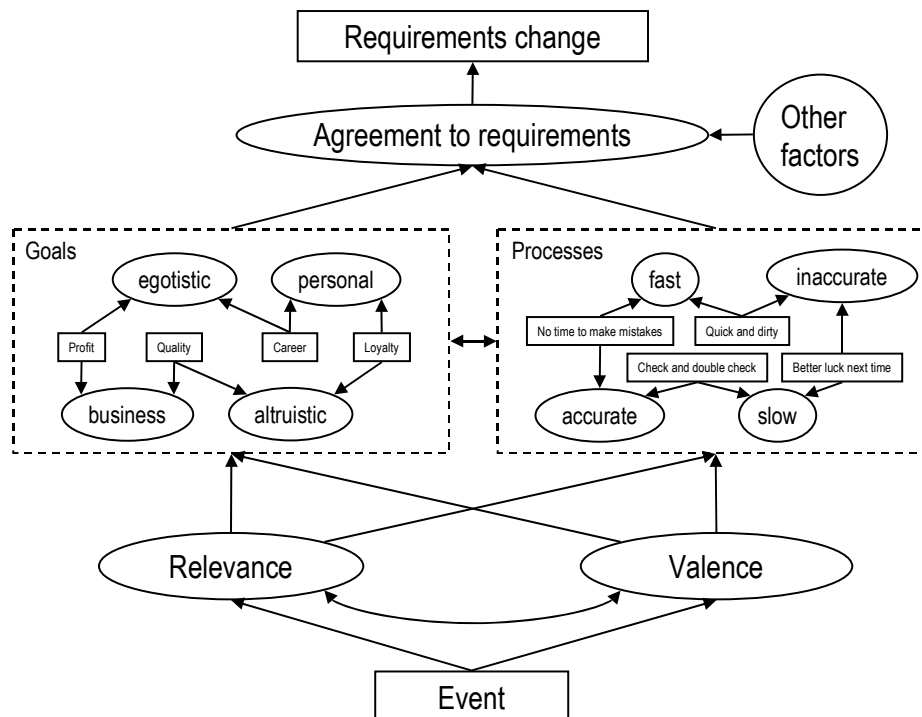 Requirements change
Agreement to requirements
Other
factors
Goals
egotistic
personal
Profit
Quality
Career
Loyalty
business
altruistic
Processes
fast
inaccurate
No time to make mistakes
Quick and dirty
Check and double check
Better luck next time
accurate
slow
Relevance
Valence
Event